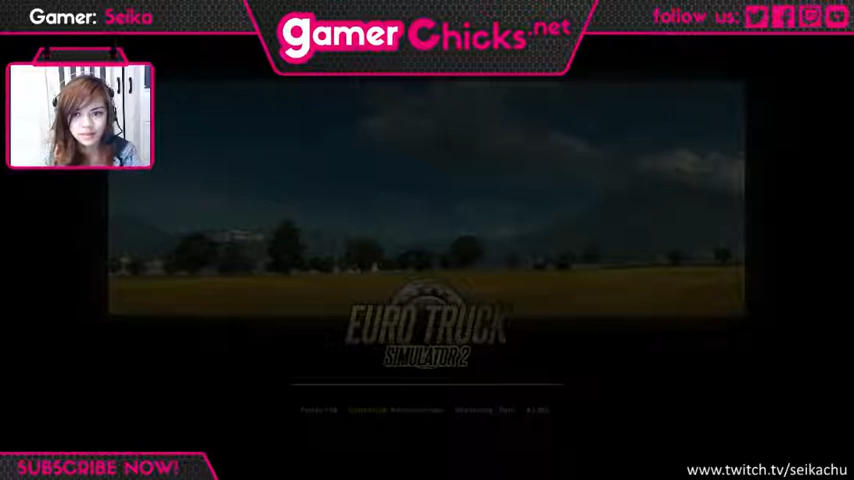 Gamer: Seika
gamer Chicks.net
follow us:
EURO TRUCK
SIMULATOR 2
SUBSCRIBE NOW!
www.twitch.tv/seikachu